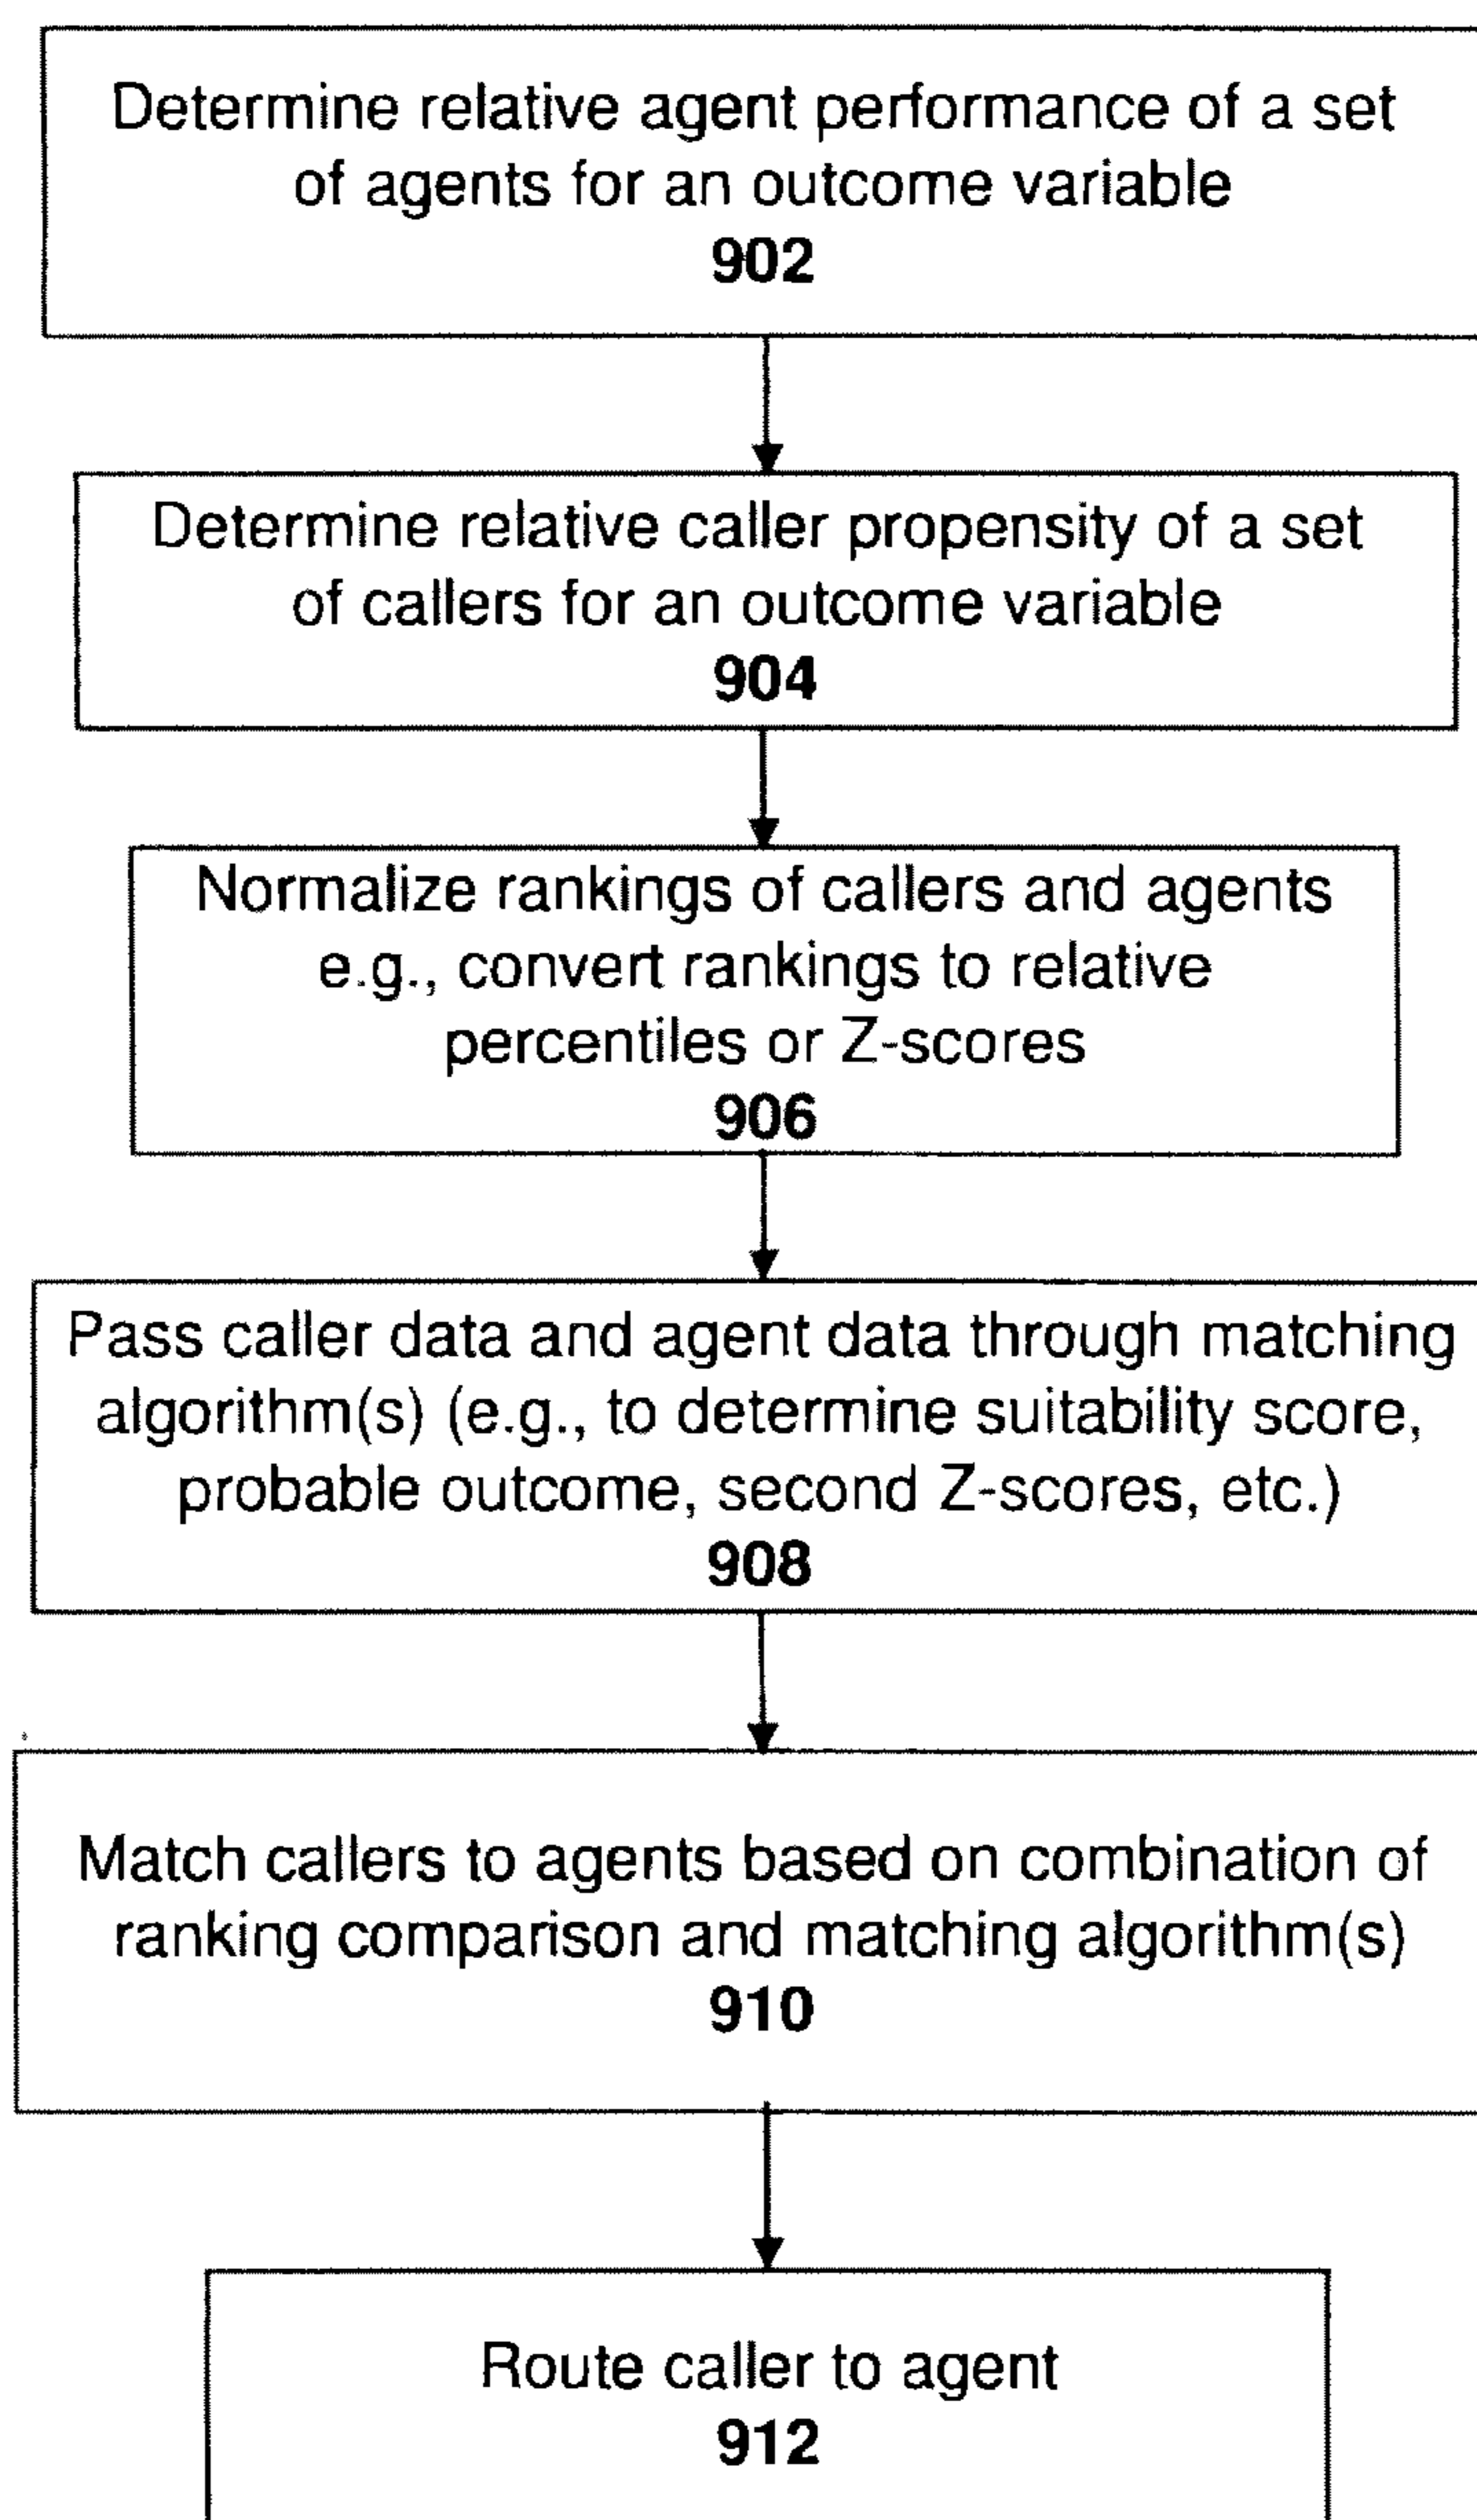 Determine relative agent performance of a set
of agents for an outcome variable
902
Determine relative caller propensity of a set
of callers for an outcome variable
904
Normalize rankings of callers and agents
e.g., convert rankings to relative
percentiles or Z-scores
906
Pass caller data and agent data through matching
algorithm(s) (e.g., to determine suitability score,
probable outcome, second Z-scores, etc.)
908
Match callers to agents based on combination of
ranking comparison and matching algorithm(s)
910
Route caller to agent
912